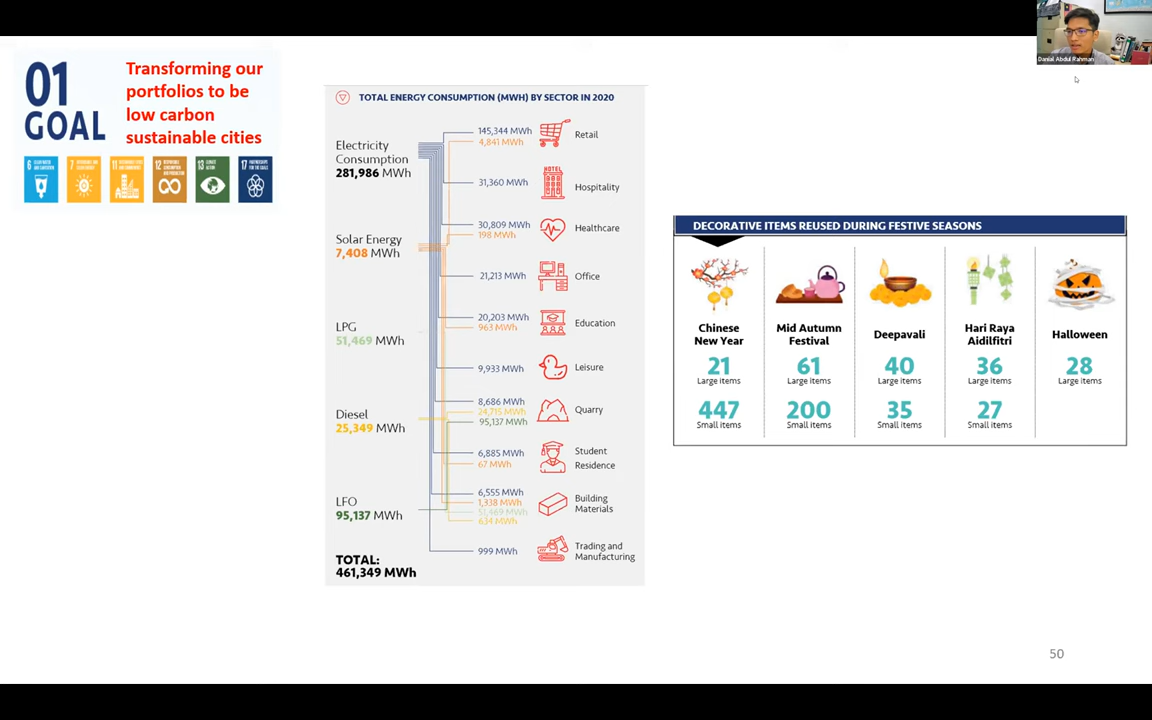 Danial Abdul Rahman
01
GOAL
Transforming our
portfolios to be
low carbon
sustainable cities
6
7
11
12
13
17
TOTAL ENERGY CONSUMPTION (MWH) BY SECTOR IN 2020
Electricity
Consumption
281,986 MWh
Solar Energy
7,408 MWh
LPG
51,469 MWh
Diesel
25,349 MWh
LFO
95,137 MWh
TOTAL:
461,349 MWh
145,344 MWh
4,841 MWh
Retail
HOTEL
31,360 MWh
Hospitality
30,809 MWh
198 MWh
Healthcare
21,213 MWh
Office
20,203 MWh
963 MWh
Education
9,933 MWh
Leisure
8,686 MWh
24,715 MWh
95,137 MWh
Quarry
6,885 MWh
67 MWh
Student
Residence
6,555 MWh
1,338 MWh
51,469 MWh
634 MWh
Building
Materials
999 MWh
Trading and
Manufacturing
DECORATIVE ITEMS REUSED DURING FESTIVE SEASONS
Chinese
New Year
21
Large items
447
Small items
Mid Autumn
Festival
61
Large items
200
Small items
Deepavali
40
Large items
35
Small items
Hari Raya
Aidilfitri
36
Large items
27
Small items
Halloween
28
Large items
50